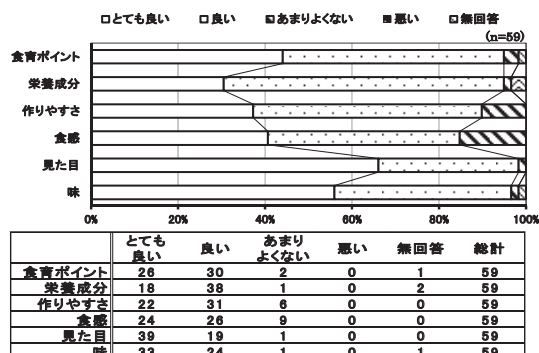 □とても良い □良い ◩あまりよくない ■悪い □無回答
(n=59)
食育ポイント
栄養成分
作りやすさ
食感
見た目
味
0% 20% 40% 60% 80% 100%
とても良い 良い あまりよくない 悪い 無回答 総計
食育ポイント 26 30 2 0 1 59
栄養成分 18 38 1 0 2 59
作りやすさ 22 31 6 0 0 59
食感 24 26 9 0 0 59
見た目 39 19 1 0 0 59
味 33 24 1 0 1 59